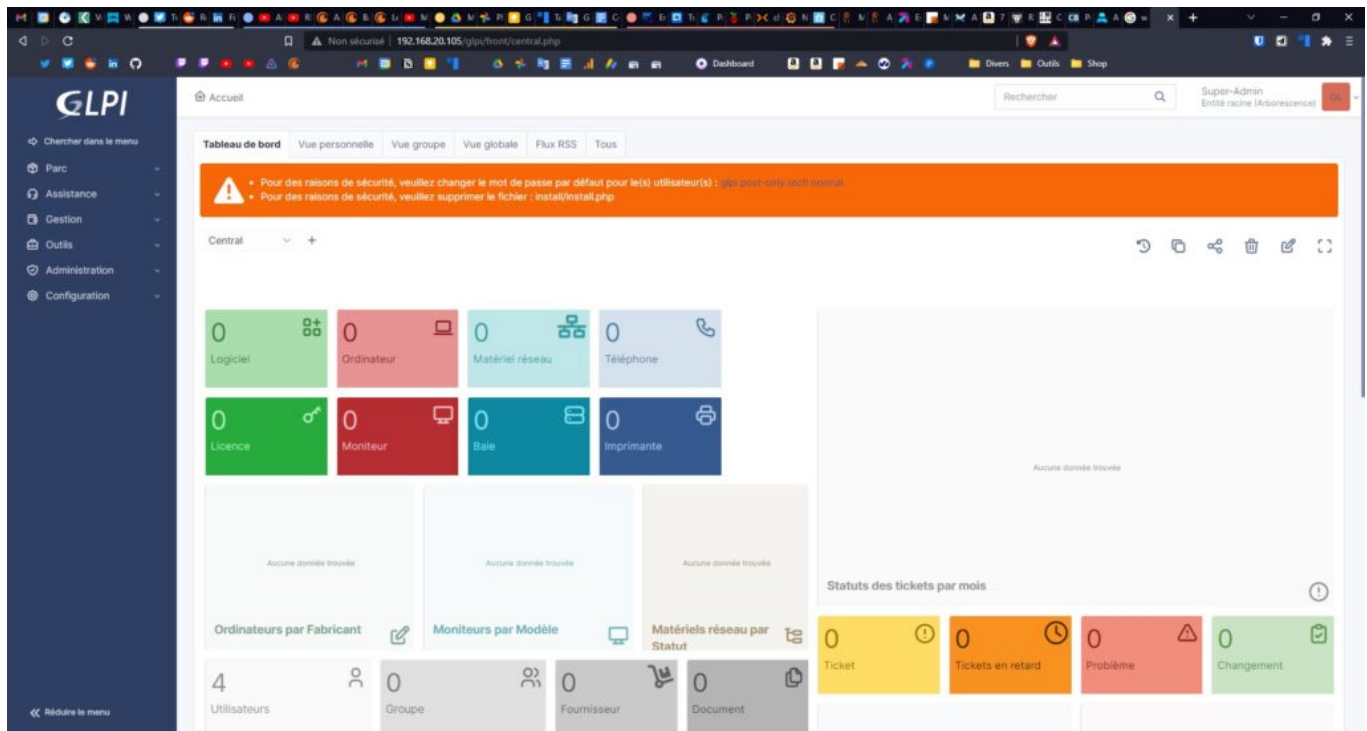 Non sécurisé 192.168.20.105/glpi/front/central.php
Dashboard Divers Outils Shop
GLPI
Accueil
Rechercher
Super-Admin
Entité racine (Arborescence)
GL
Chercher dans le menu
Parc
Assistance
Gestion
Outils
Administration
Configuration
Réduire le menu
Tableau de bord Vue personnelle Vue groupe Vue globale Flux RSS Tous
Pour des raisons de sécurité, veuillez changer le mot de passe par défaut pour le(s) utilisateur(s) : glpi post-only tech normal
Pour des raisons de sécurité, veuillez supprimer le fichier : install/install.php
Central
0 0 0 0
Logiciel Ordinateur Matériel réseau Téléphone
0 0 0 0
Licence Moniteur Baie Imprimante
Aucune donnée trouvée
Aucune donnée trouvée Aucune donnée trouvée Aucune donnée trouvée
Statuts des tickets par mois
Ordinateurs par Fabricant Moniteurs par Modèle Matériels réseau par
Statut
0 0 0 0
Ticket Tickets en retard Problème Changement
4 0 0 0
Utilisateurs Groupe Fournisseur Document